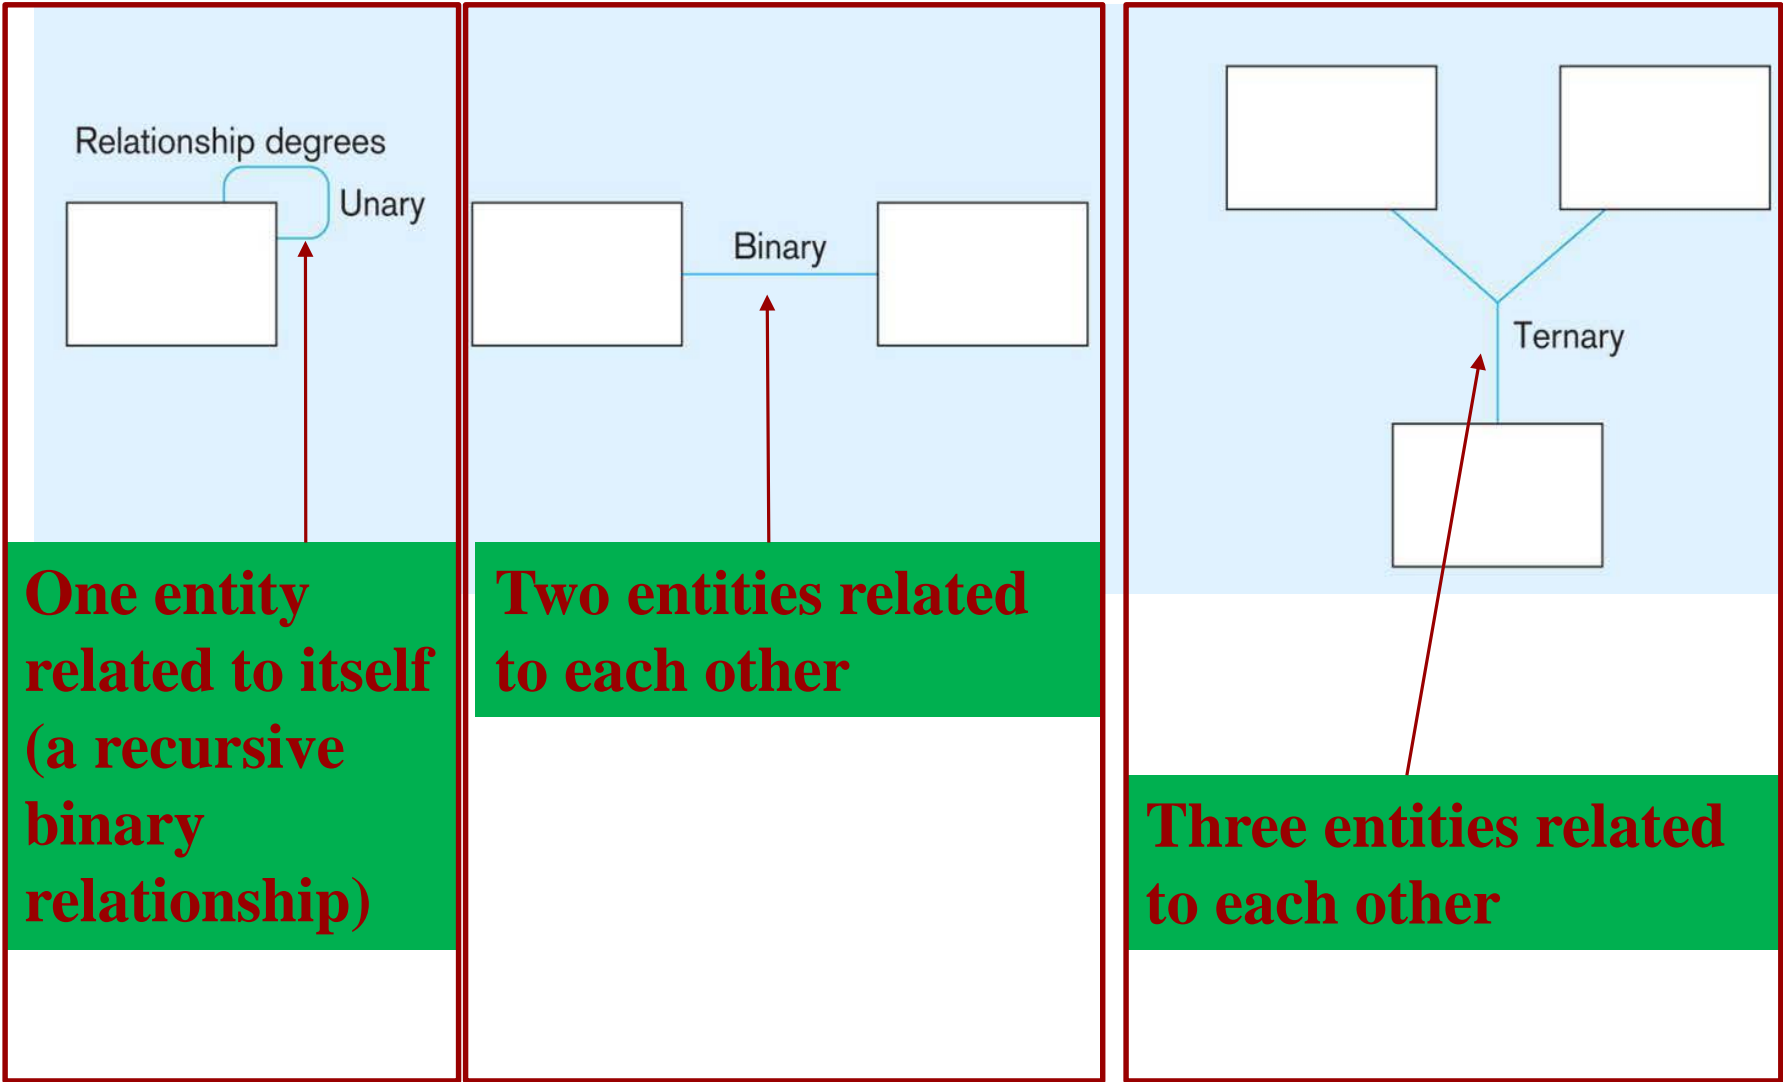 Relationship degrees
Unary
One entity
related to itself
(a recursive
binary
relationship)
Binary
Two entities related
to each other
Ternary
Three entities related
to each other